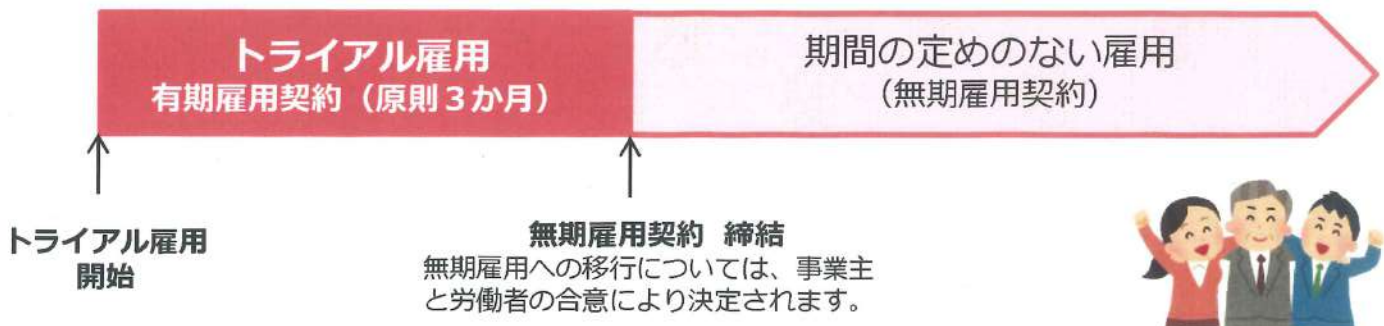 トライアル雇用
有期雇用契約（原則３か月）
期間の定めのない雇用
（無期雇用契約）
トライアル雇用
開始
無期雇用契約 締結
無期雇用への移行については、事業主
と労働者の合意により決定されます。